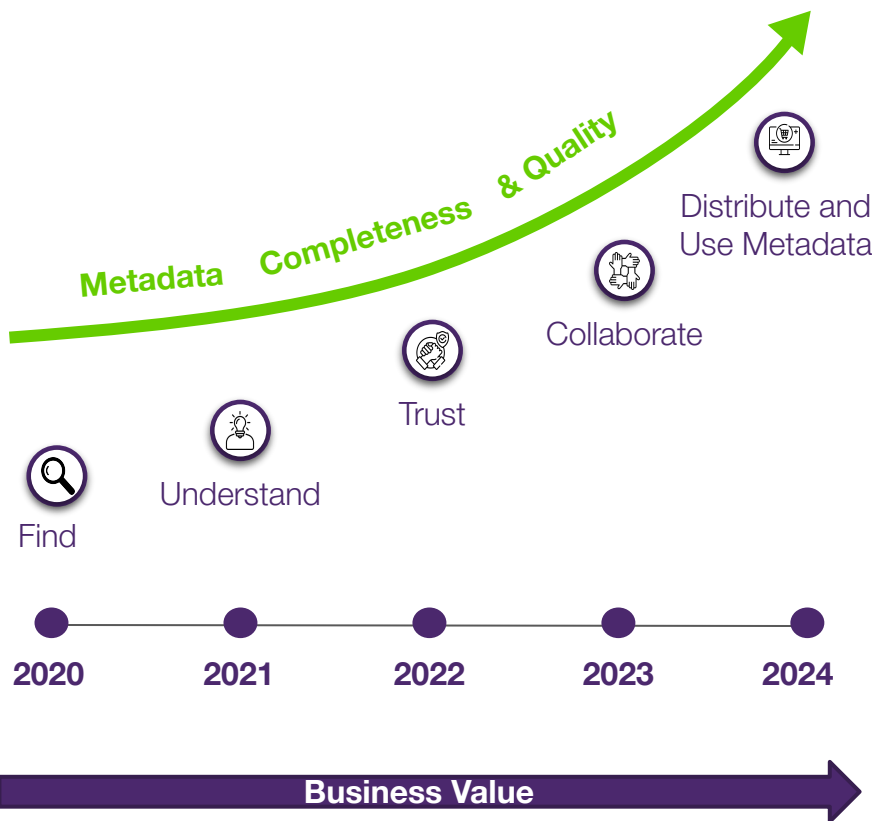 Metadata Completeness & Quality
Distribute and
Use Metadata
Collaborate
Trust
Understand
Find
2020 2021 2022 2023 2024
Business Value